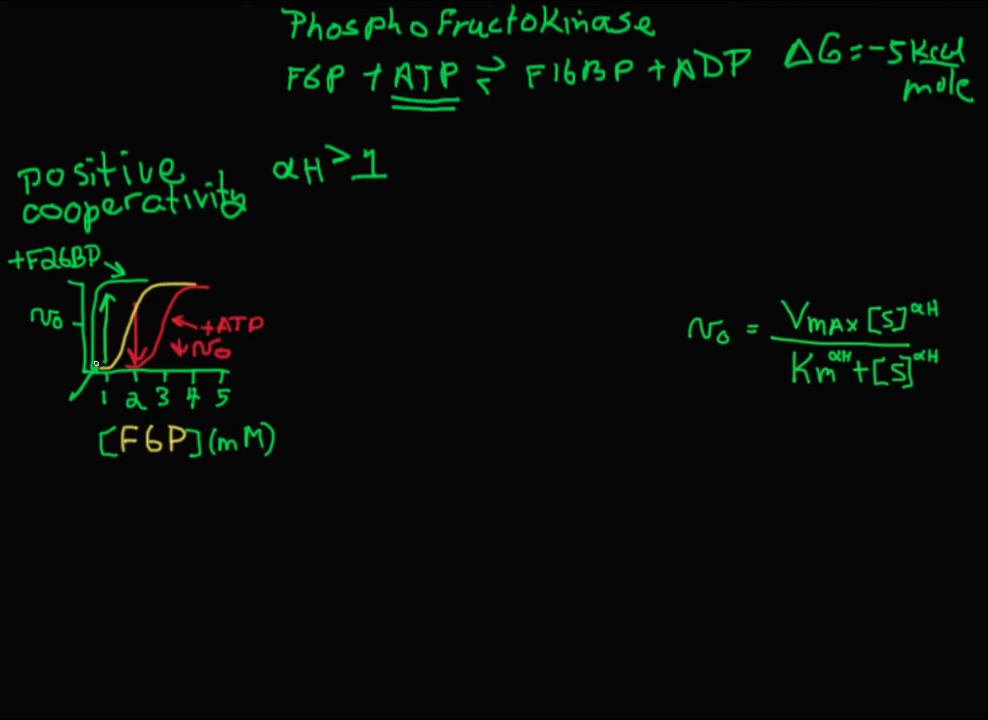 Phosphofructokinase
F6P + ATP ⇌ F16BP + ADP ΔG = -5 Kcal/mole
positive
cooperativity αH > 1
+F26BP
v₀
+ATP
↓v₀
1 2 3 4 5
[F6P] (mM)
v₀ = VMAX [S]^αH / Km^αH + [S]^αH